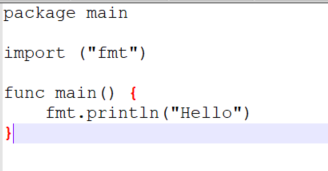 package main
import ("fmt")
func main() {
    fmt.println("Hello")
}